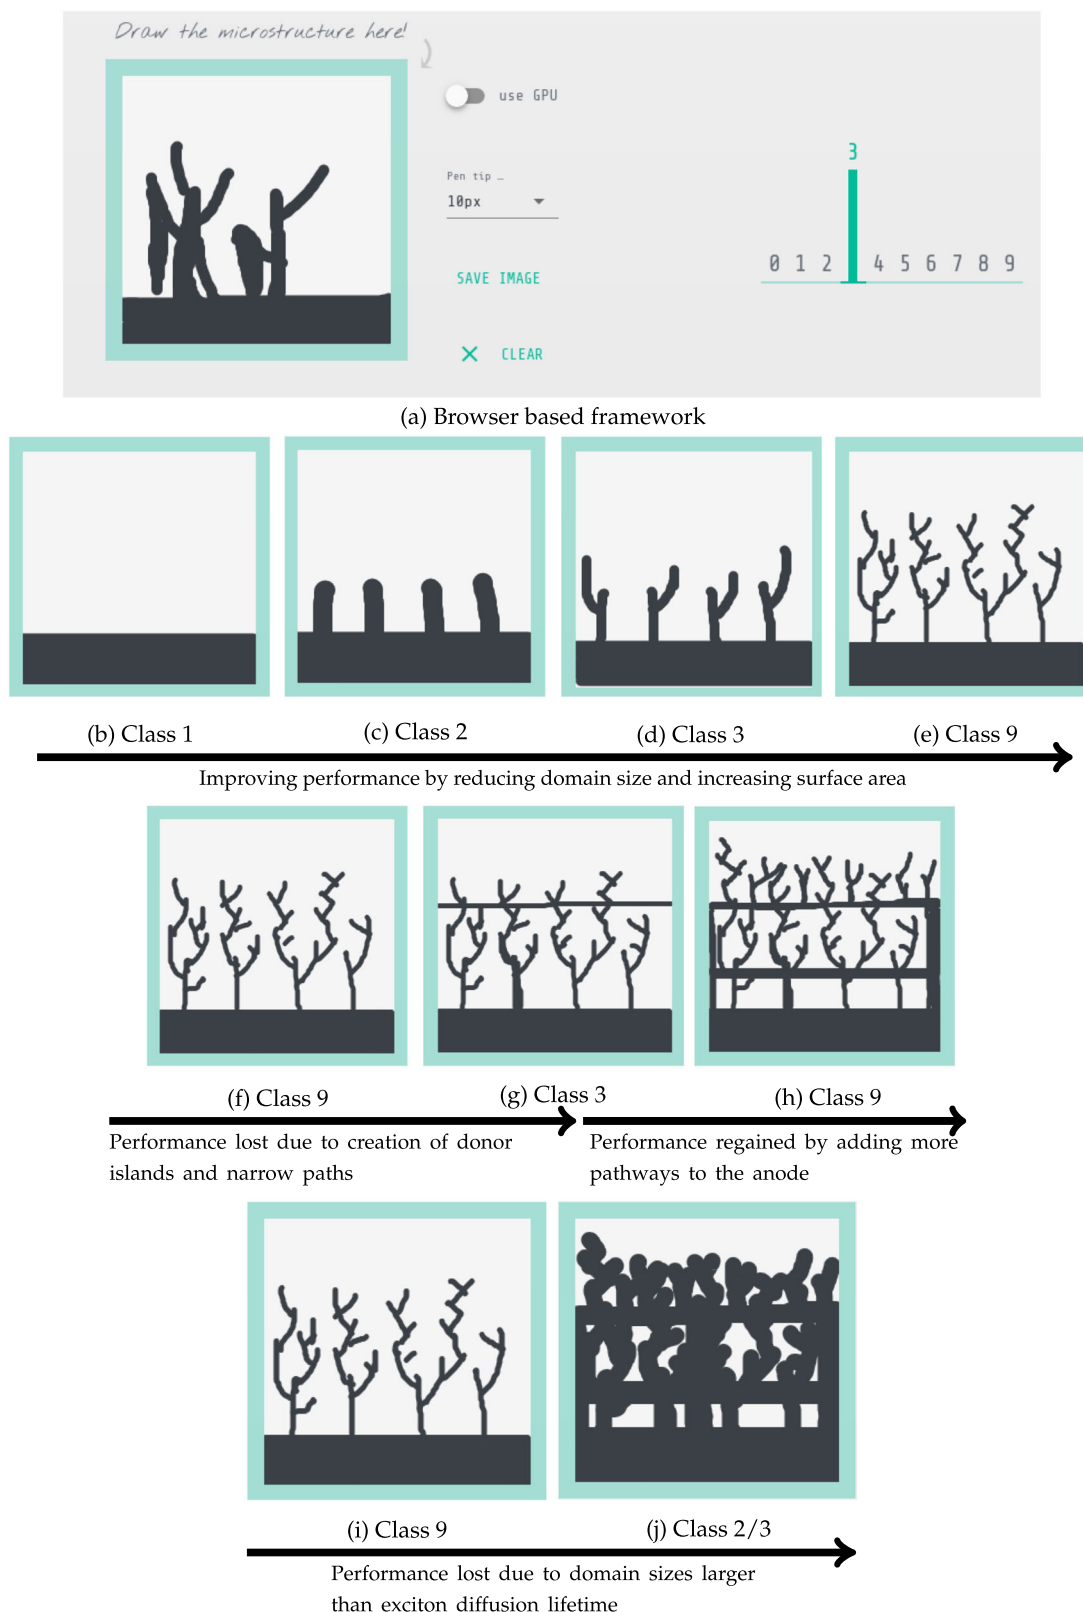 Draw the microstructure here!
use GPU
Pen tip …
10px
SAVE IMAGE
CLEAR
3
0 1 2 4 5 6 7 8 9
(a) Browser based framework
(b) Class 1
(c) Class 2
(d) Class 3
(e) Class 9
Improving performance by reducing domain size and increasing surface area
(f) Class 9
(g) Class 3
(h) Class 9
Performance lost due to creation of donor
islands and narrow paths
Performance regained by adding more
pathways to the anode
(i) Class 9
(j) Class 2/3
Performance lost due to domain sizes larger
than exciton diffusion lifetime